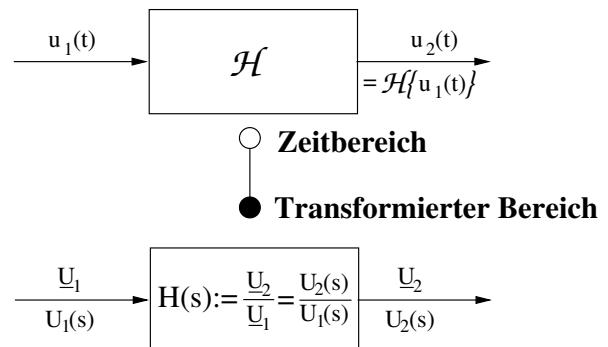 u₁(t)
ℋ
u₂(t)
= ℋ{u₁(t)}
Zeitbereich
Transformierter Bereich
U̲₁
U₁(s)
H(s):= U̲₂/U̲₁ = U₂(s)/U₁(s)
U̲₂
U₂(s)